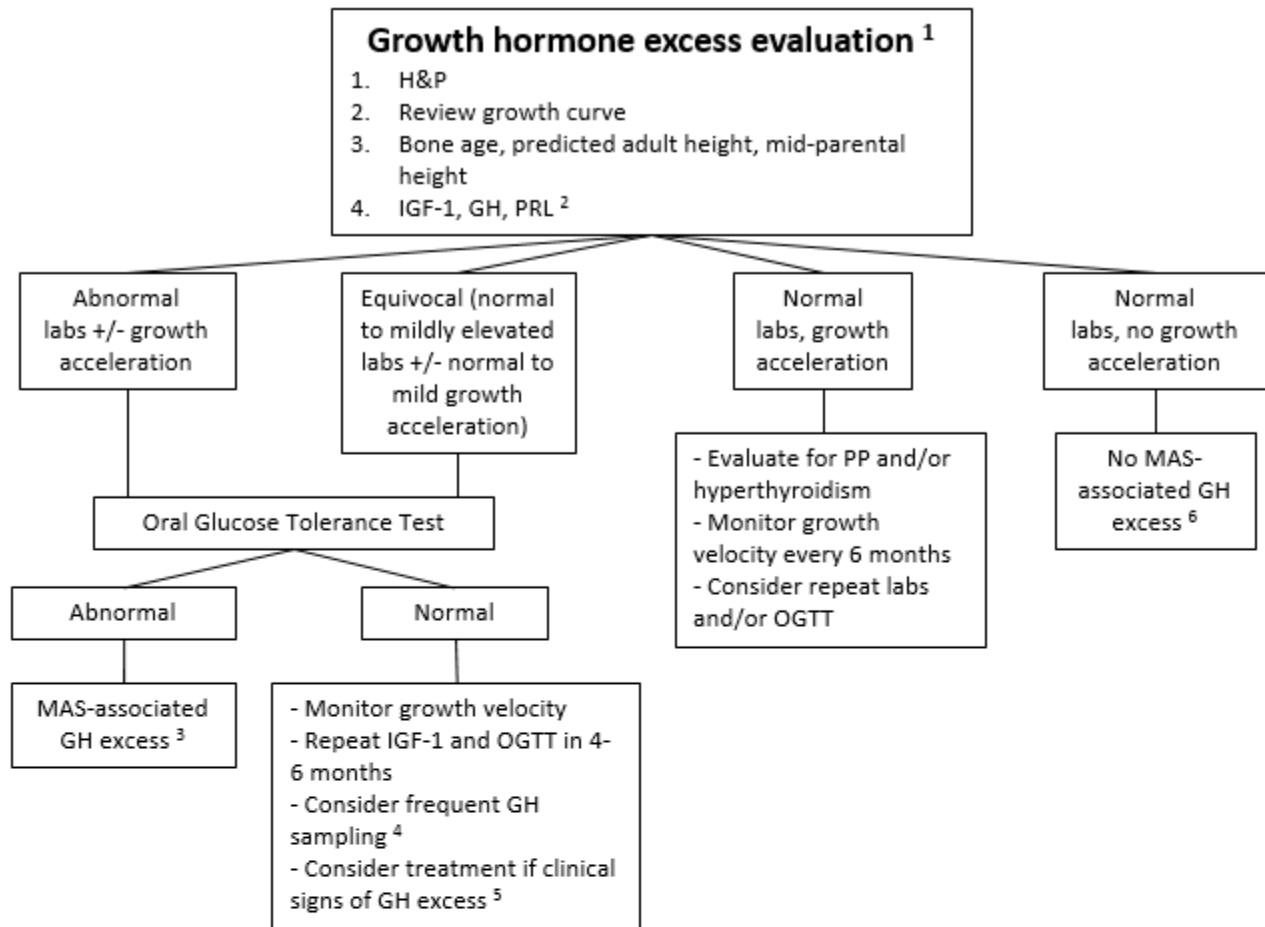 Growth hormone excess evaluation 1
1. H&P
2. Review growth curve
3. Bone age, predicted adult height, mid-parental
height
4. IGF-1, GH, PRL 2
Abnormal
labs +/- growth
acceleration
Equivocal (normal
to mildly elevated
labs +/- normal to
mild growth
acceleration)
Normal
labs, growth
acceleration
Normal
labs, no growth
acceleration
- Evaluate for PP and/or
hyperthyroidism
- Monitor growth
velocity every 6 months
- Consider repeat labs
and/or OGTT
No MAS-
associated GH
excess 6
Oral Glucose Tolerance Test
Abnormal
Normal
MAS-associated
GH excess 3
- Monitor growth velocity
- Repeat IGF-1 and OGTT in 4-
6 months
- Consider frequent GH
sampling 4
- Consider treatment if clinical
signs of GH excess 5